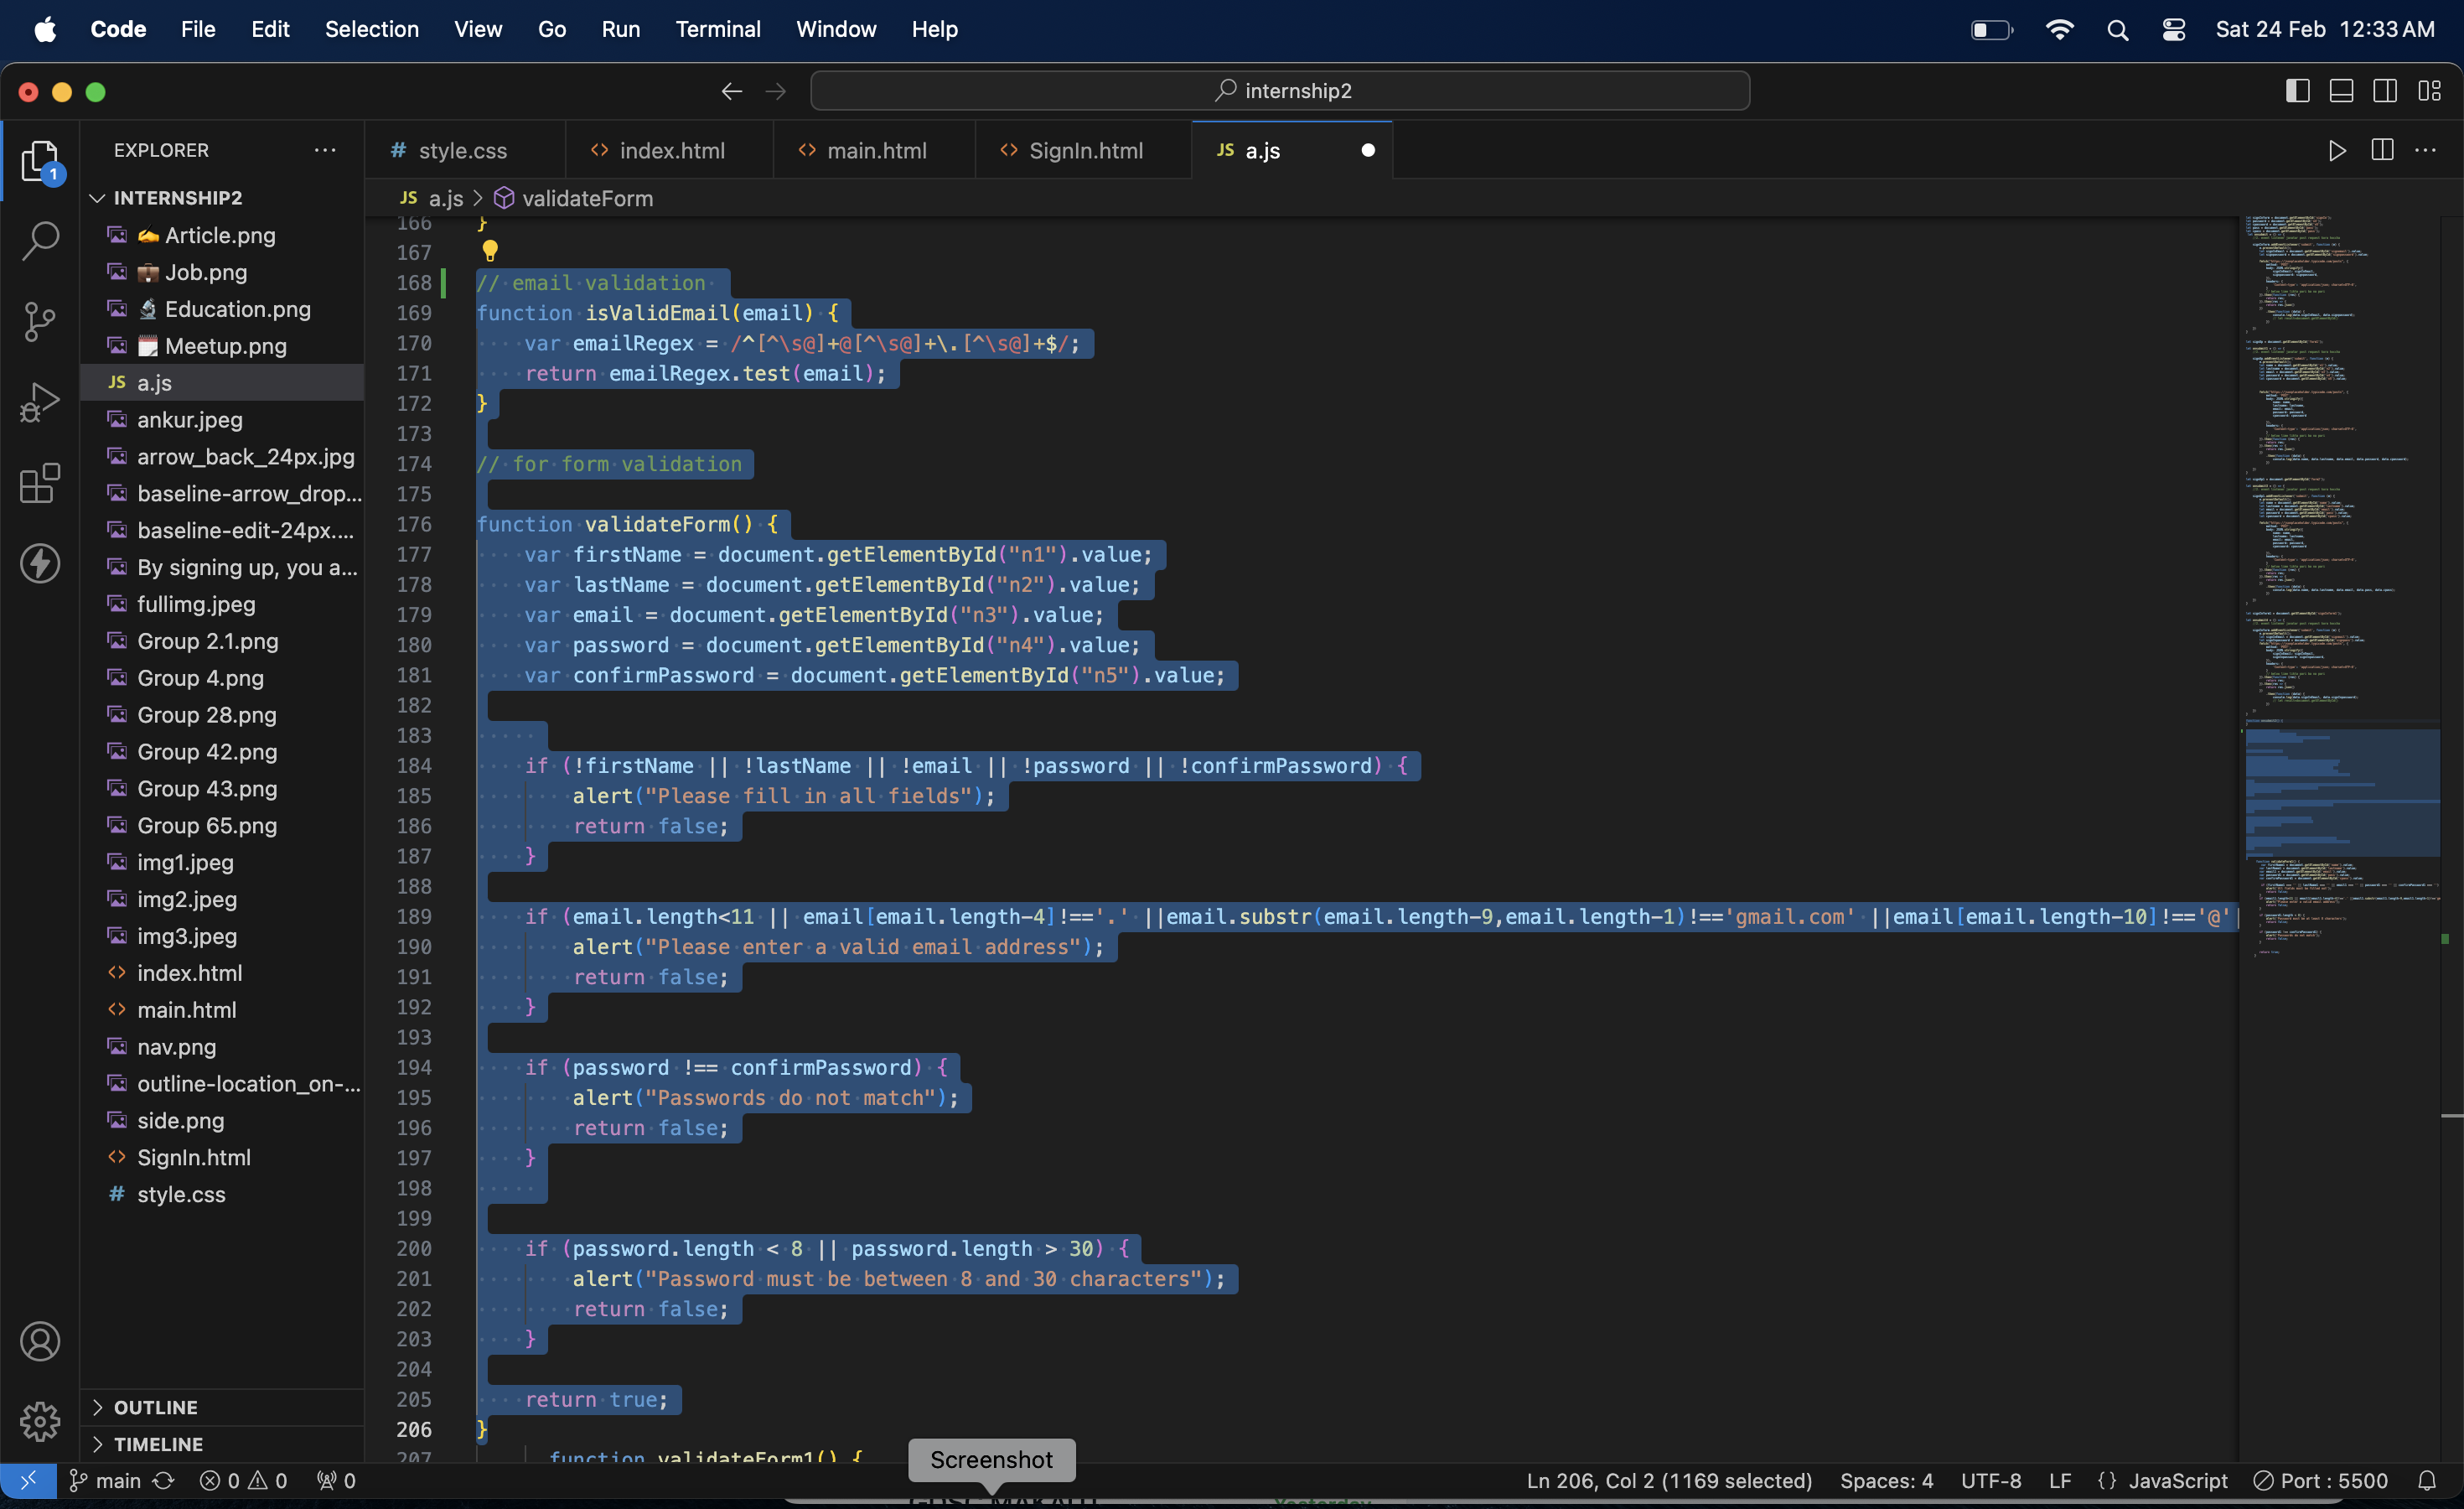 Code File Edit Selection View Go Run Terminal Window Help Sat 24 Feb 12:33 AM
internship2
EXPLORER
INTERNSHIP2
Article.png
Job.png
Education.png
Meetup.png
JS a.js
ankur.jpeg
arrow_back_24px.jpg
baseline-arrow_drop...
baseline-edit-24px....
By signing up, you a...
fullimg.jpeg
Group 2.1.png
Group 4.png
Group 28.png
Group 42.png
Group 43.png
Group 65.png
img1.jpeg
img2.jpeg
img3.jpeg
<> index.html
<> main.html
nav.png
outline-location_on-...
side.png
<> SignIn.html
# style.css
OUTLINE
TIMELINE
# style.css <> index.html <> main.html <> SignIn.html JS a.js
JS a.js > validateForm
166 }
167
168 // email validation
169 function isValidEmail(email) {
170 var emailRegex = /^[^\s@]+@[^\s@]+\.[^\s@]+$/;
171 return emailRegex.test(email);
172 }
173
174 // for form validation
175
176 function validateForm() {
177 var firstName = document.getElementById("n1").value;
178 var lastName = document.getElementById("n2").value;
179 var email = document.getElementById("n3").value;
180 var password = document.getElementById("n4").value;
181 var confirmPassword = document.getElementById("n5").value;
182
183
184 if (!firstName || !lastName || !email || !password || !confirmPassword) {
185 alert("Please fill in all fields");
186 return false;
187 }
188
189 if (email.length<11 || email[email.length-4]!=='.' ||email.substr(email.length-9,email.length-1)!=='gmail.com' ||email[email.length-10]!=='@'|
190 alert("Please enter a valid email address");
191 return false;
192 }
193
194 if (password !== confirmPassword) {
195 alert("Passwords do not match");
196 return false;
197 }
198
199
200 if (password.length < 8 || password.length > 30) {
201 alert("Password must be between 8 and 30 characters");
202 return false;
203 }
204
205 return true;
206 }
207 function validateForm1() {
Screenshot
main 0 0 0 Ln 206, Col 2 (1169 selected) Spaces: 4 UTF-8 LF {} JavaScript Port : 5500
Yesterday
1